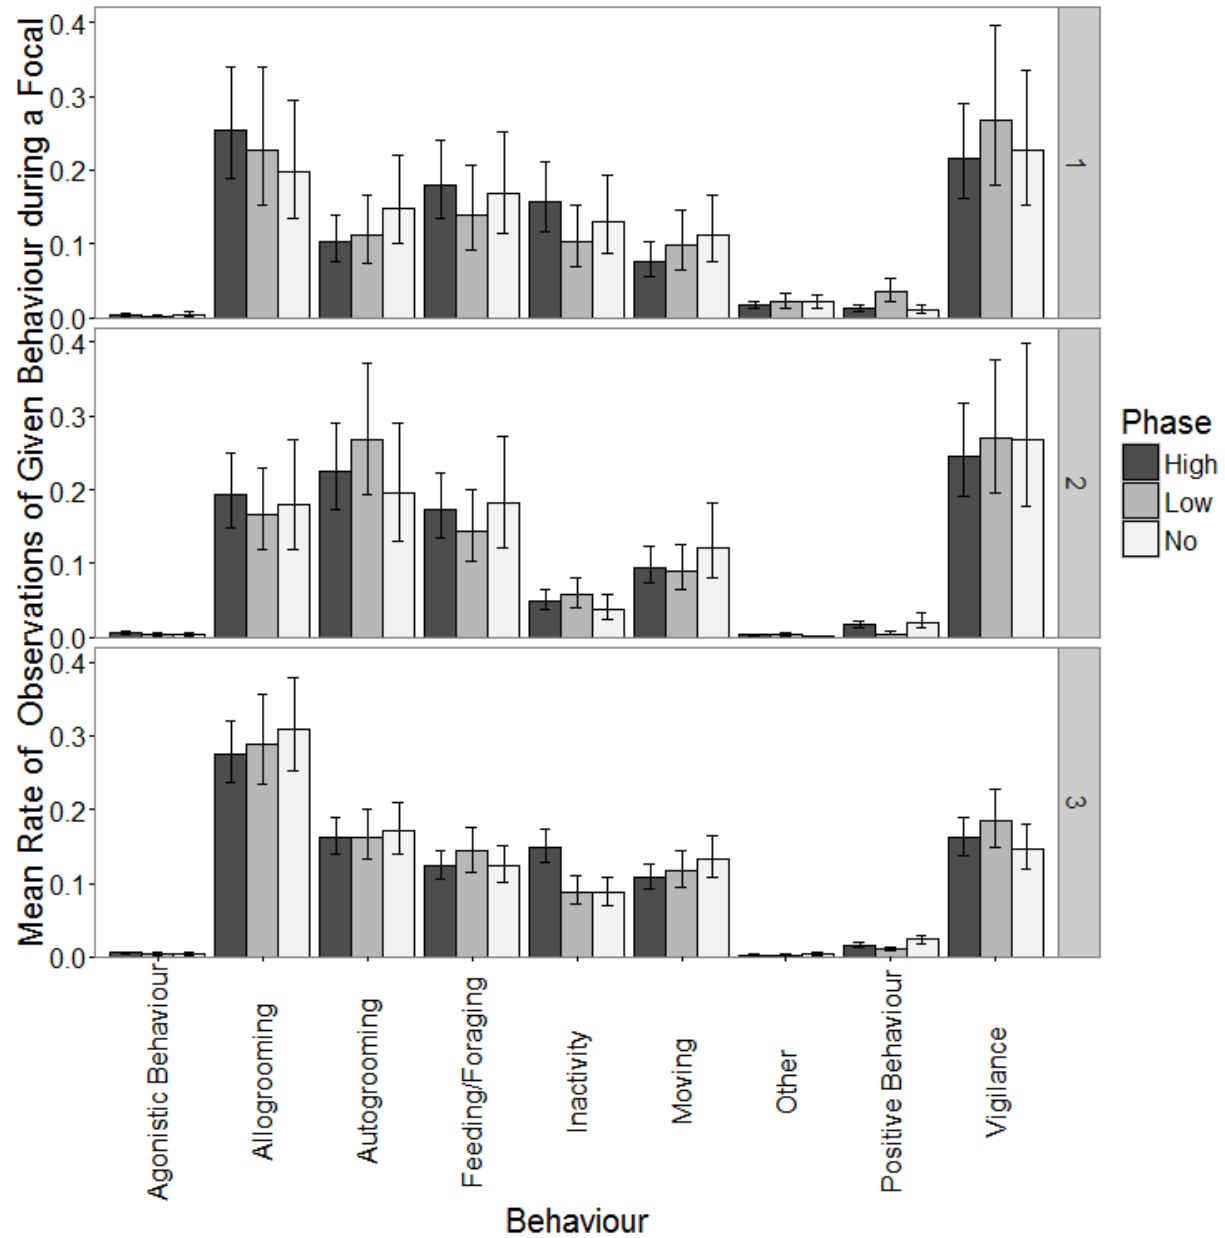 Mean Rate of Observations of Given Behaviour during a Focal
0.4
0.3
0.2
0.1
0.0
1
0.4
0.3
0.2
0.1
0.0
2
0.4
0.3
0.2
0.1
0.0
3
Agonistic Behaviour
Allogrooming
Autogrooming
Feeding/Foraging
Inactivity
Moving
Other
Positive Behaviour
Vigilance
Behaviour
Phase
High
Low
No